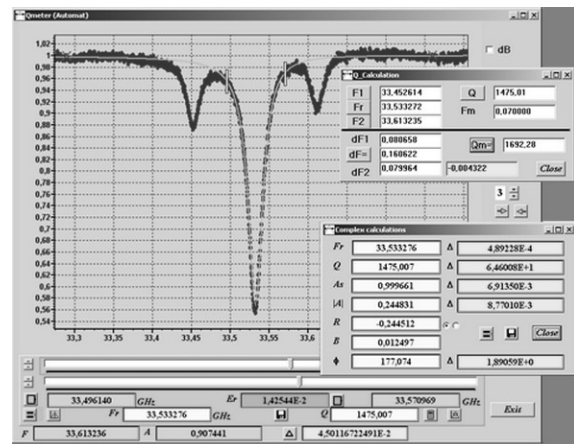 Qmeter (Automat)
1,02
1
0,98
0,96
0,94
0,92
0,9
0,88
0,86
0,84
0,82
0,8
0,78
0,76
0,74
0,72
0,7
0,68
0,66
0,64
0,62
0,6
0,58
0,56
0,54
33,3 33,4 33,45 33,5 33,55 33,6 33,7 33,75
dB
Q_Calculation
F1 33,452614 Q 1475,01
Fr 33,533272 Fm 0,070000
F2 33,613235
dF1 0,080658 Qm= 1692,28
dF= 0,160622
dF2 0,079964 -0,004322 Close
3
Complex calculations
Fr 33,533276 Δ 4,89228E-4
Q 1475,007 Δ 6,46008E+1
As 0,999661 Δ 6,91350E-3
|A| 0,244831 Δ 8,77010E-3
R -0,244512
B 0,012497 Close
ϕ 177,074 Δ 1,89059E+0
33,496140 GHz Er 1,42544E-2 33,570969 GHz
Fr 33,533276 Q 1475,007 Exit
F 33,613236 A 0,907441 Δ 4,50116722491E-2